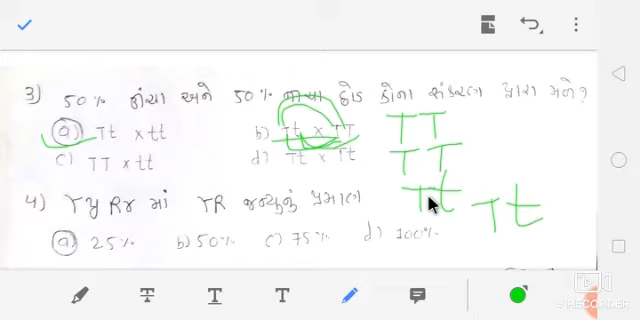 3) 50% ઊંચા અને 50% નીચા છોડ કોના સંકરણ દ્વારા મળે?
a) Tt x tt b) Tt x TT
c) TT x tt d) Tt x Tt
TT
TT
Tt Tt
4) YyRr માં YR જન્યુનું પ્રમાણ
a) 25% b) 50% c) 75% d) 100%
RECORDER